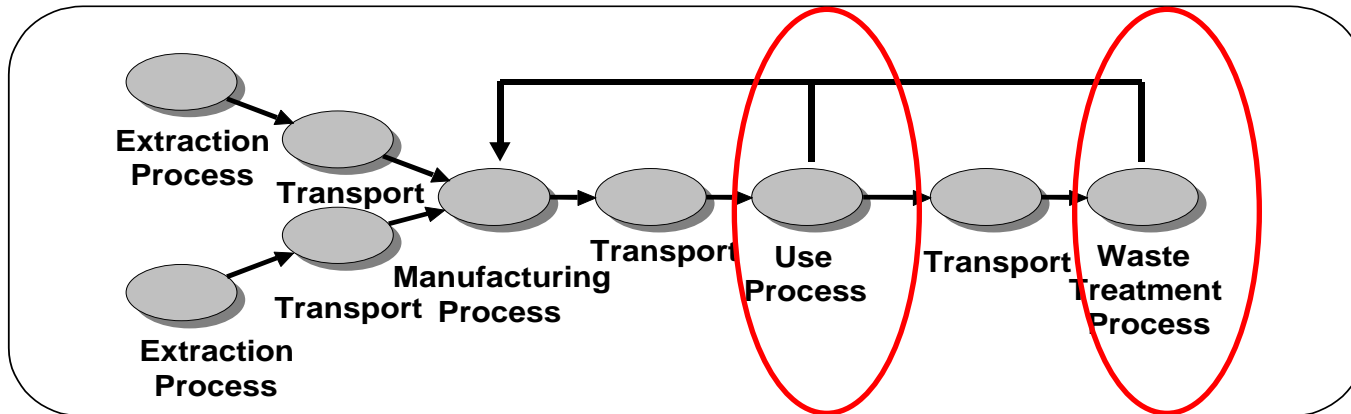 Extraction
Process
Transport
Extraction
Process
Transport
Manufacturing
Process
Transport
Use
Process
Transport
Waste
Treatment
Process